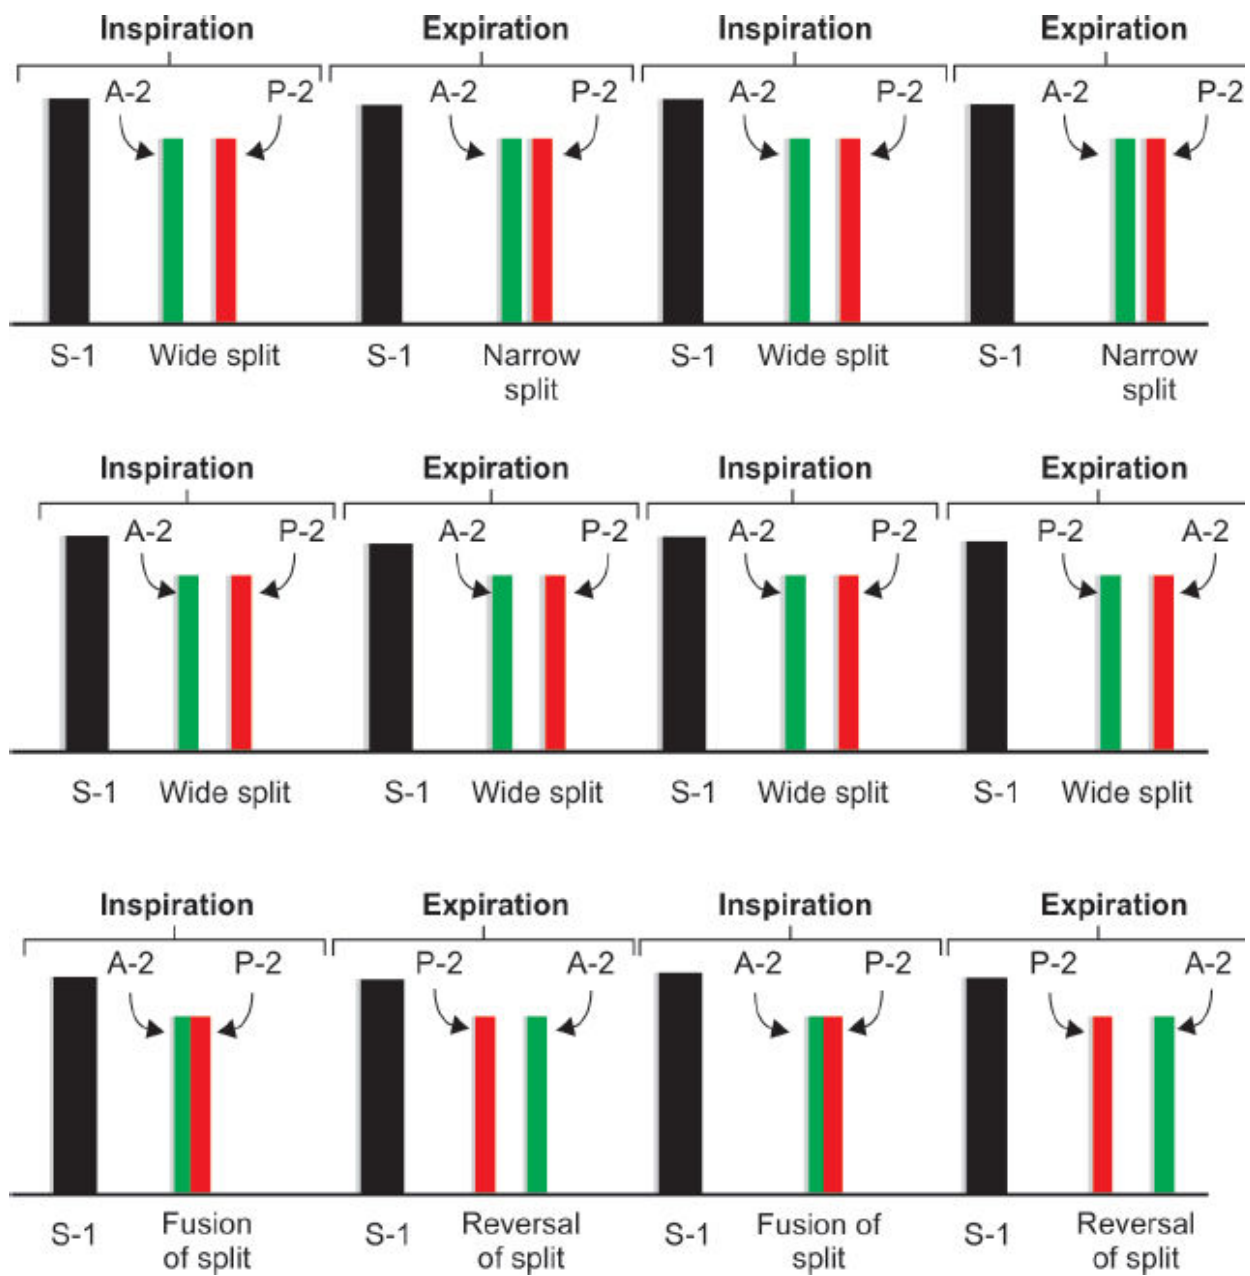 Inspiration Expiration Inspiration Expiration
A-2 P-2 A-2 P-2 A-2 P-2 A-2 P-2
S-1 Wide split S-1 Narrow S-1 Wide split S-1 Narrow
split split
Inspiration Expiration Inspiration Expiration
A-2 P-2 A-2 P-2 A-2 P-2 P-2 A-2
S-1 Wide split S-1 Wide split S-1 Wide split S-1 Wide split
Inspiration Expiration Inspiration Expiration
A-2 P-2 P-2 A-2 A-2 P-2 P-2 A-2
S-1 Fusion S-1 Reversal S-1 Fusion of S-1 Reversal
of split of split split of split